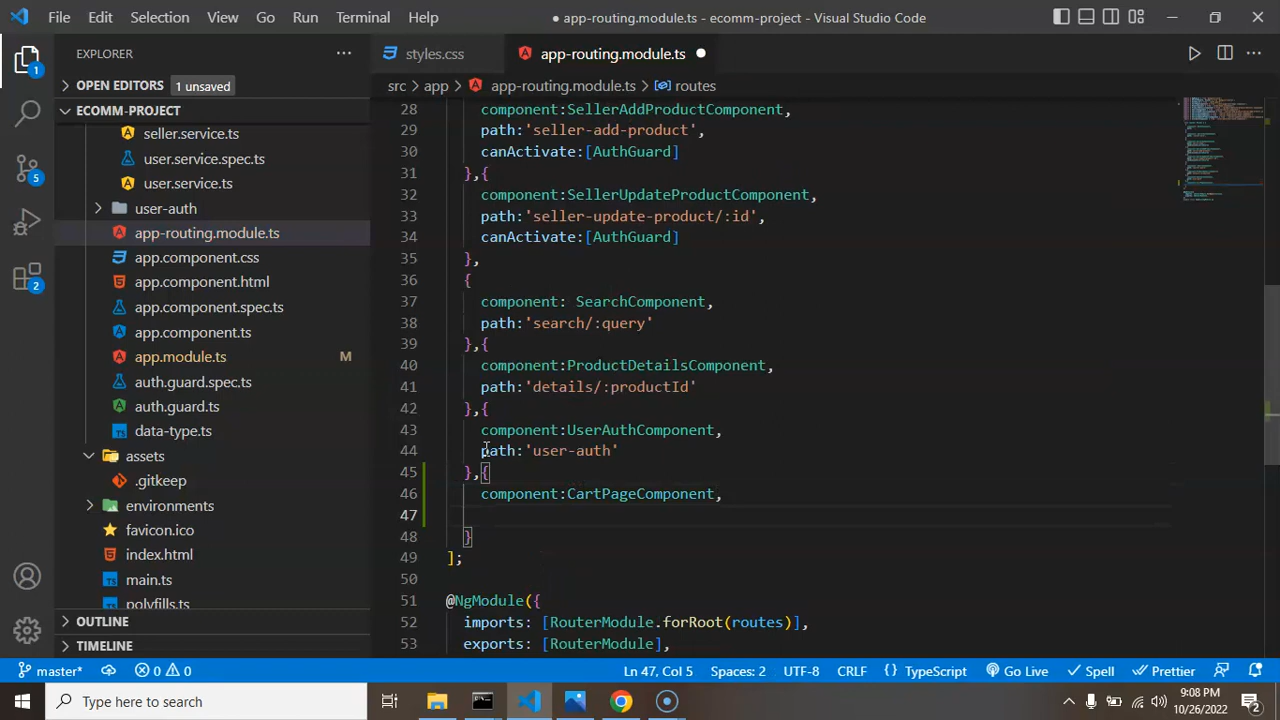 File Edit Selection View Go Run Terminal Help
● app-routing.module.ts - ecomm-project - Visual Studio Code
EXPLORER
OPEN EDITORS 1 unsaved
ECOMM-PROJECT
seller.service.ts
user.service.spec.ts
user.service.ts
user-auth
app-routing.module.ts
app.component.css
app.component.html
app.component.spec.ts
app.component.ts
app.module.ts M
auth.guard.spec.ts
auth.guard.ts
data-type.ts
assets
.gitkeep
environments
favicon.ico
index.html
main.ts
polyfills.ts
OUTLINE
TIMELINE
1
5
2
styles.css app-routing.module.ts ●
src > app > app-routing.module.ts > routes
28 component:SellerAddProductComponent,
29 path:'seller-add-product',
30 canActivate:[AuthGuard]
31 },{
32 component:SellerUpdateProductComponent,
33 path:'seller-update-product/:id',
34 canActivate:[AuthGuard]
35 },
36 {
37 component: SearchComponent,
38 path:'search/:query'
39 },{
40 component:ProductDetailsComponent,
41 path:'details/:productId'
42 },{
43 component:UserAuthComponent,
44 path:'user-auth'
45 },{
46 component:CartPageComponent,
47
48 }
49 ];
50
51 @NgModule({
52 imports: [RouterModule.forRoot(routes)],
53 exports: [RouterModule],
master* 0 0 Ln 47, Col 5 Spaces: 2 UTF-8 CRLF { } TypeScript Go Live Spell Prettier
Type here to search
9:08 PM
10/26/2022
2